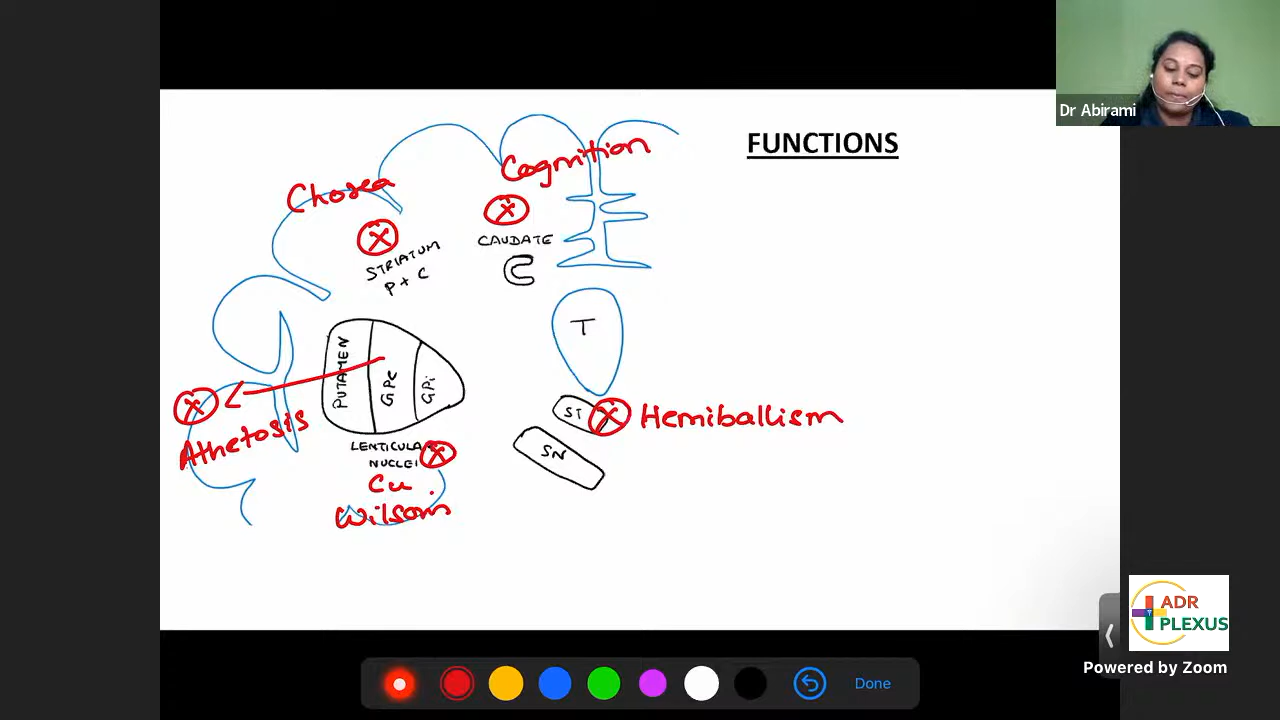 Dr Abirami
FUNCTIONS
Cognition
Chorea
X
X
STRIATUM
P + C
CAUDATE
C
T
PUTAMEN
GPe
GPi
X
Athetosis
ST
X
Hemiballism
SN
LENTICULAR
NUCLEI
X
Cu
Wilson's
ADR
PLEXUS
Powered by Zoom
Done